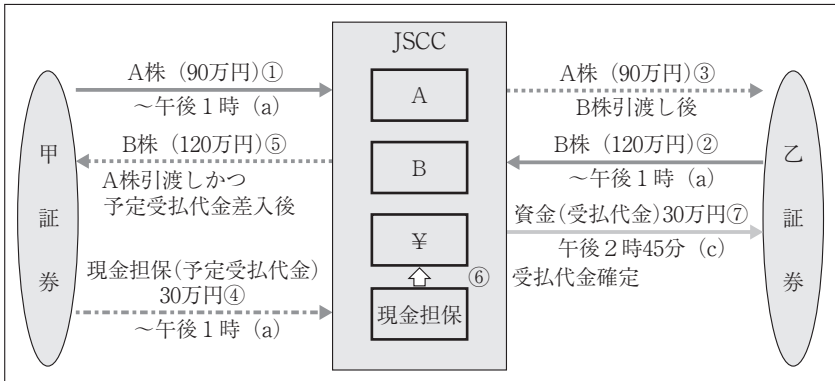 JSCC
A株（90万円）①
～午後１時（a）
A
A株（90万円）③
B株引渡し後
B株（120万円）⑤
A株引渡しかつ
予定受払代金差入後
B
B株（120万円）②
～午後１時（a）
現金担保（予定受払代金）
30万円④
～午後１時（a）
¥
⑥
現金担保
資金（受払代金）30万円⑦
午後２時45分（c）
受払代金確定
甲証券
乙証券